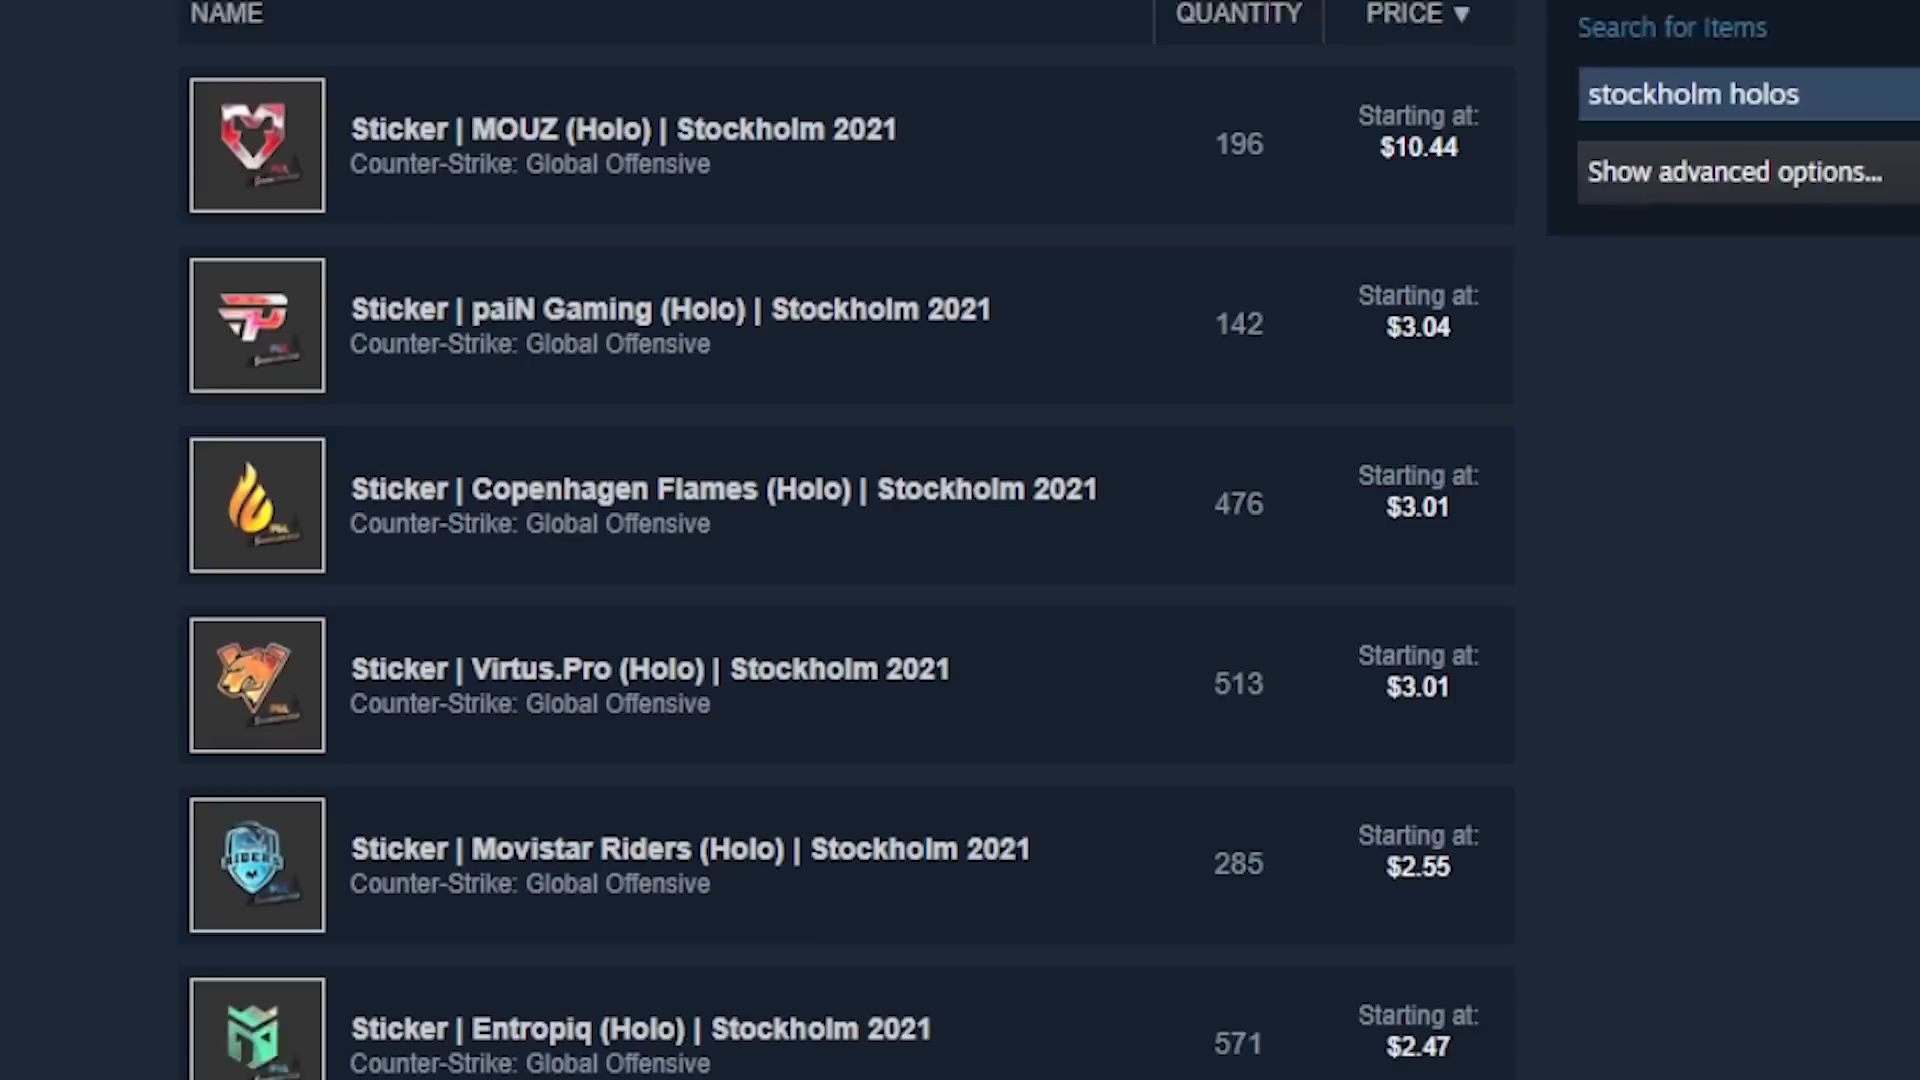 NAME QUANTITY PRICE ▼
Search for Items
stockholm holos
Show advanced options...
Sticker | MOUZ (Holo) | Stockholm 2021
Counter-Strike: Global Offensive
196
Starting at:
$10.44
Sticker | paiN Gaming (Holo) | Stockholm 2021
Counter-Strike: Global Offensive
142
Starting at:
$3.04
Sticker | Copenhagen Flames (Holo) | Stockholm 2021
Counter-Strike: Global Offensive
476
Starting at:
$3.01
Sticker | Virtus.Pro (Holo) | Stockholm 2021
Counter-Strike: Global Offensive
513
Starting at:
$3.01
RIDERS
Sticker | Movistar Riders (Holo) | Stockholm 2021
Counter-Strike: Global Offensive
285
Starting at:
$2.55
Sticker | Entropiq (Holo) | Stockholm 2021
Counter-Strike: Global Offensive
571
Starting at:
$2.47